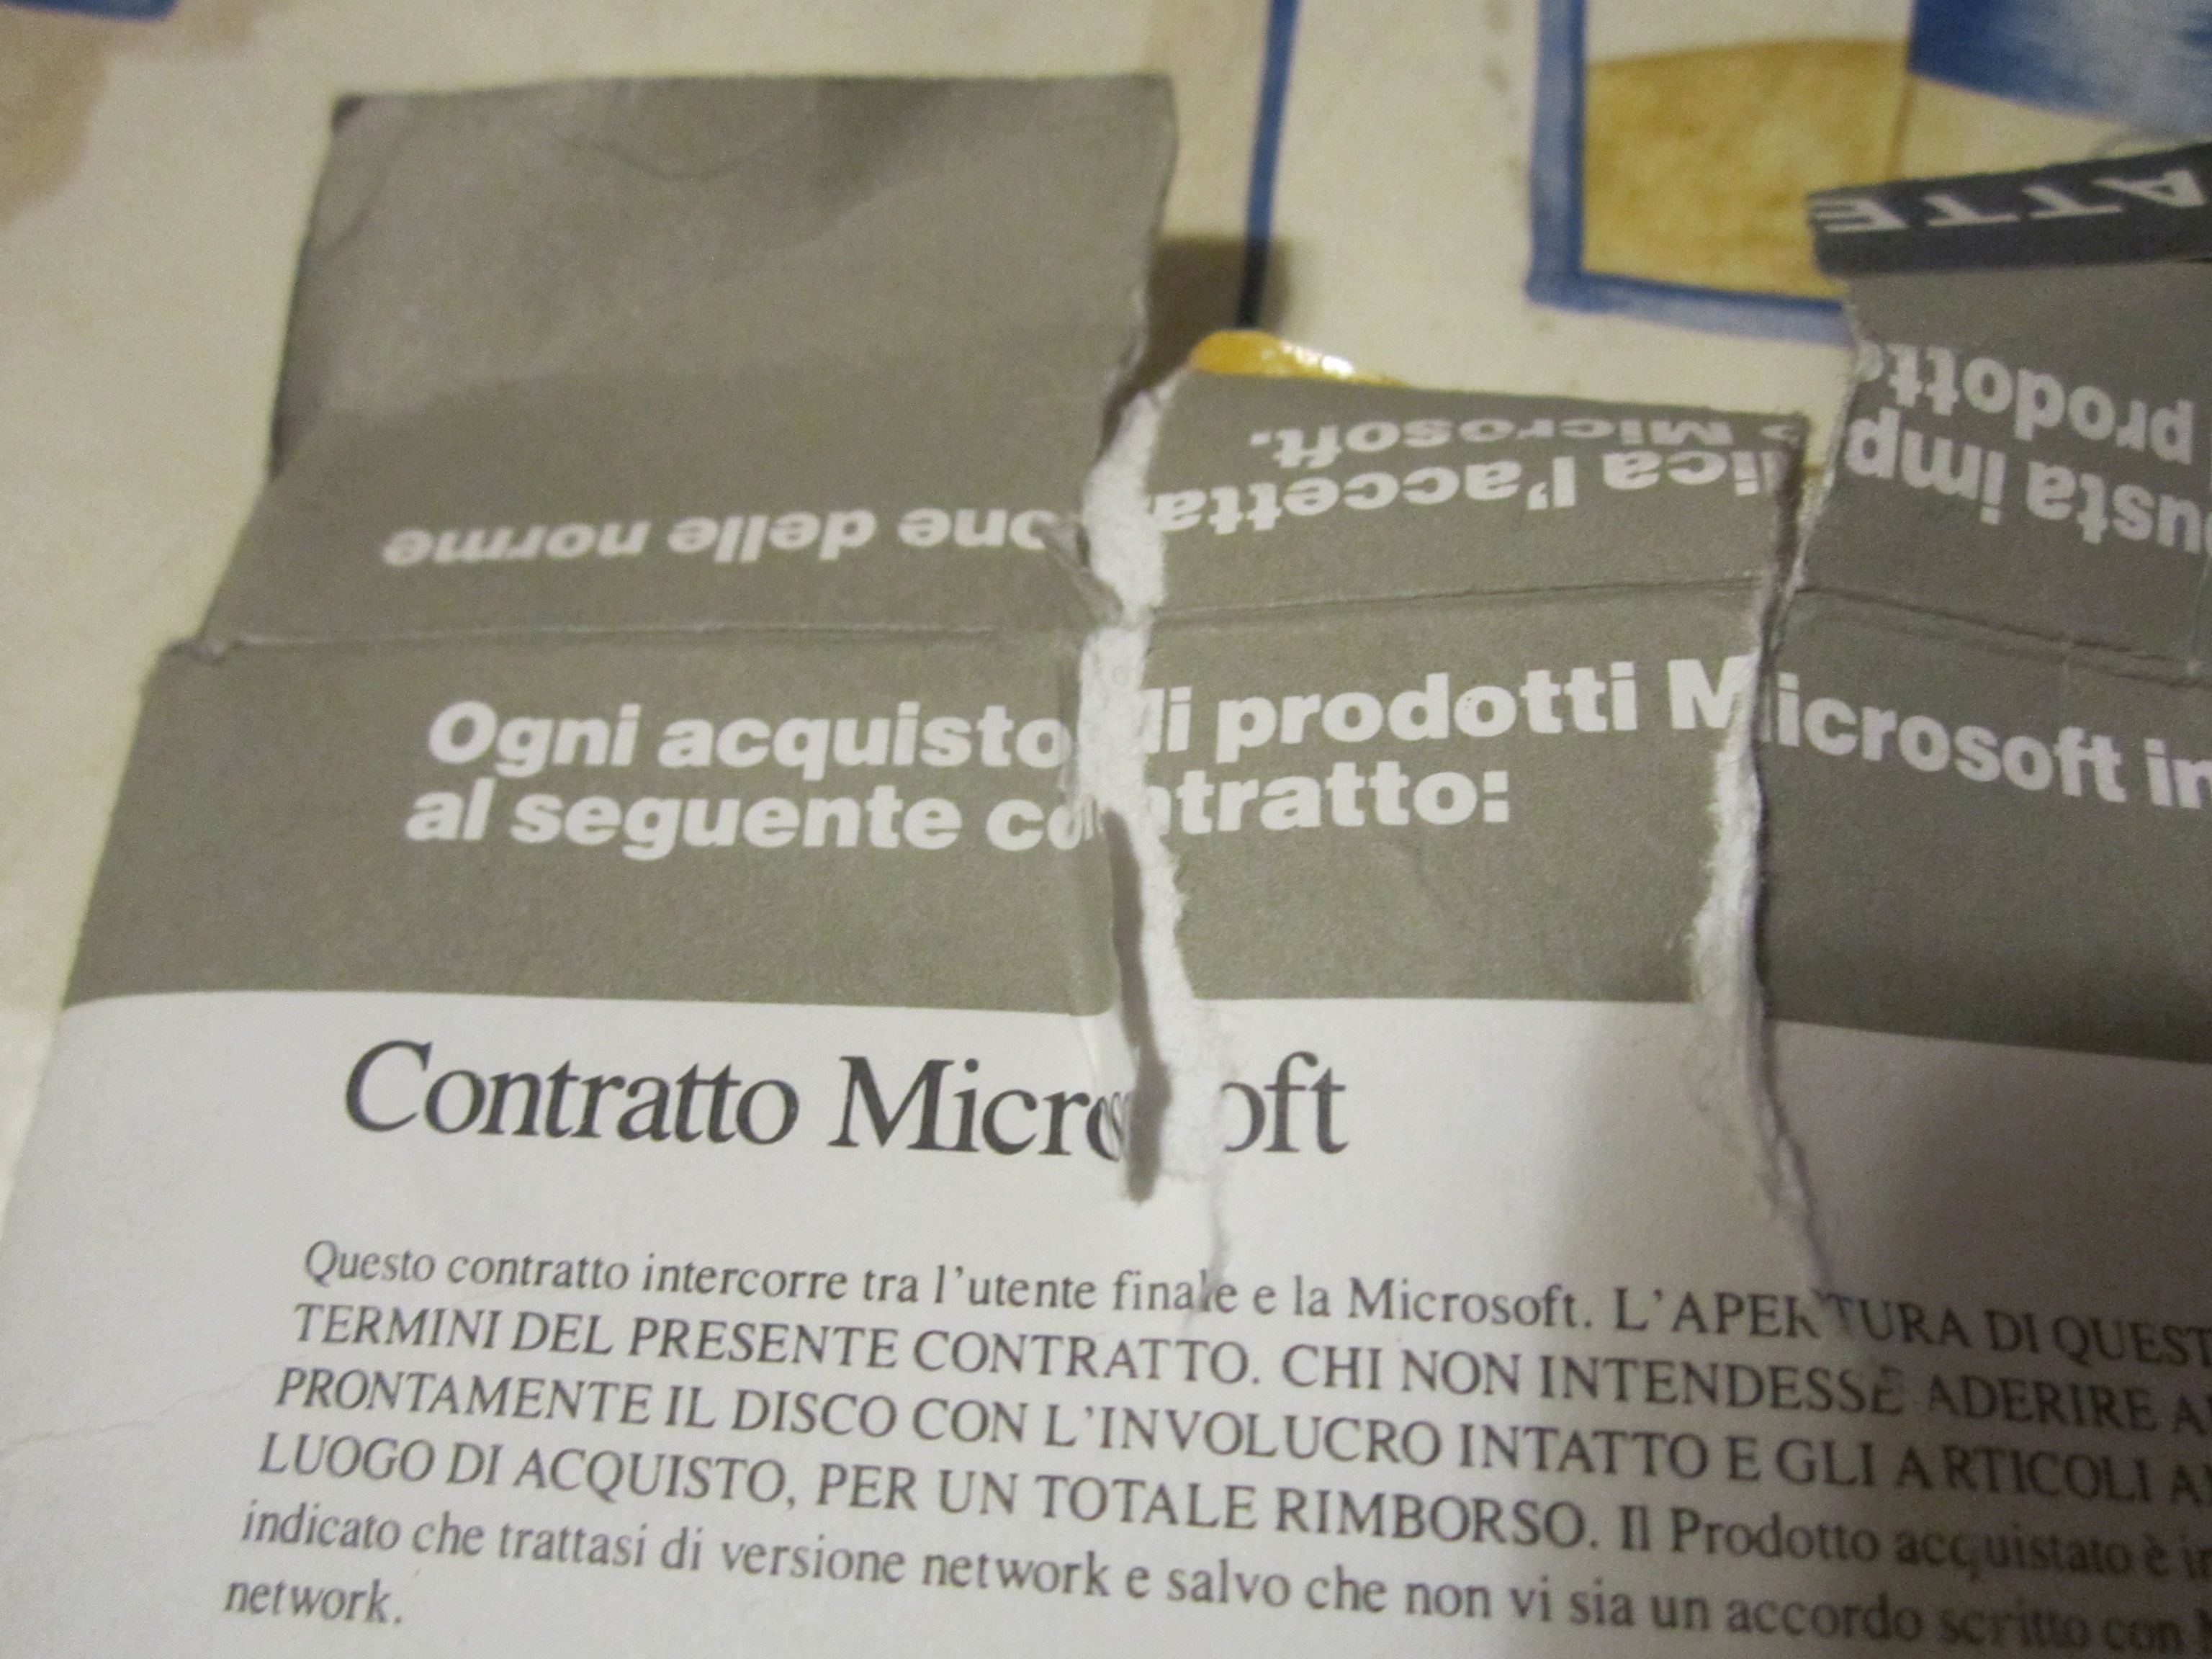 ATTE
usta implica l'accetta one delle norme
prodotti Microsoft.
Ogni acquisto di prodotti Microsoft in
al seguente contratto:
Contratto Microsoft
Questo contratto intercorre tra l'utente finale e la Microsoft. L'APERTURA DI QUEST
TERMINI DEL PRESENTE CONTRATTO. CHI NON INTENDESSE ADERIRE A
PRONTAMENTE IL DISCO CON L'INVOLUCRO INTATTO E GLI ARTICOLI A
LUOGO DI ACQUISTO, PER UN TOTALE RIMBORSO. Il Prodotto acquistato è in
indicato che trattasi di versione network e salvo che non vi sia un accordo scritto con
network.